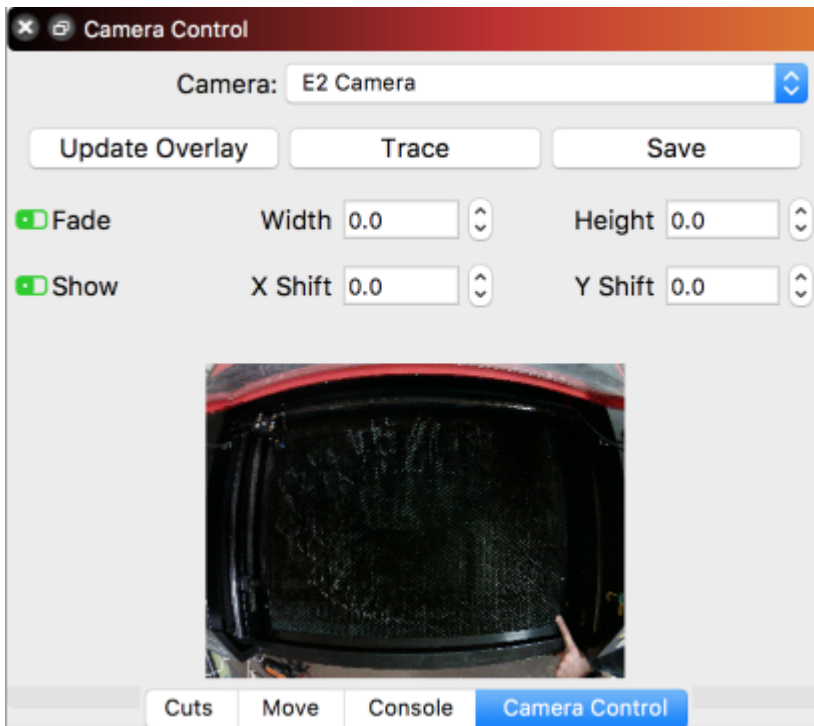 Camera Control
Camera: E2 Camera
Update Overlay Trace Save
Fade Width 0.0 Height 0.0
Show X Shift 0.0 Y Shift 0.0
Cuts Move Console Camera Control